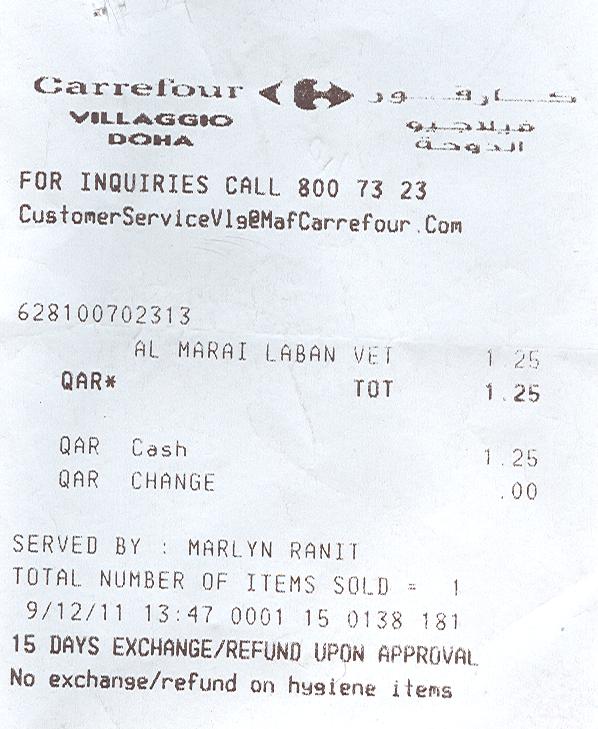 Carrefour كارفور
VILLAGGIO فيلاجيو
DOHA الدوحة
FOR INQUIRIES CALL 800 73 23
CustomerServiceVlg@MafCarrefour.Com
628100702313
AL MARAI LABAN VET 1.25
QAR* TOT 1.25
QAR Cash 1.25
QAR CHANGE .00
SERVED BY : MARLYN RANIT
TOTAL NUMBER OF ITEMS SOLD = 1
9/12/11 13:47 0001 15 0138 181
15 DAYS EXCHANGE/REFUND UPON APPROVAL
No exchange/refund on hygiene items